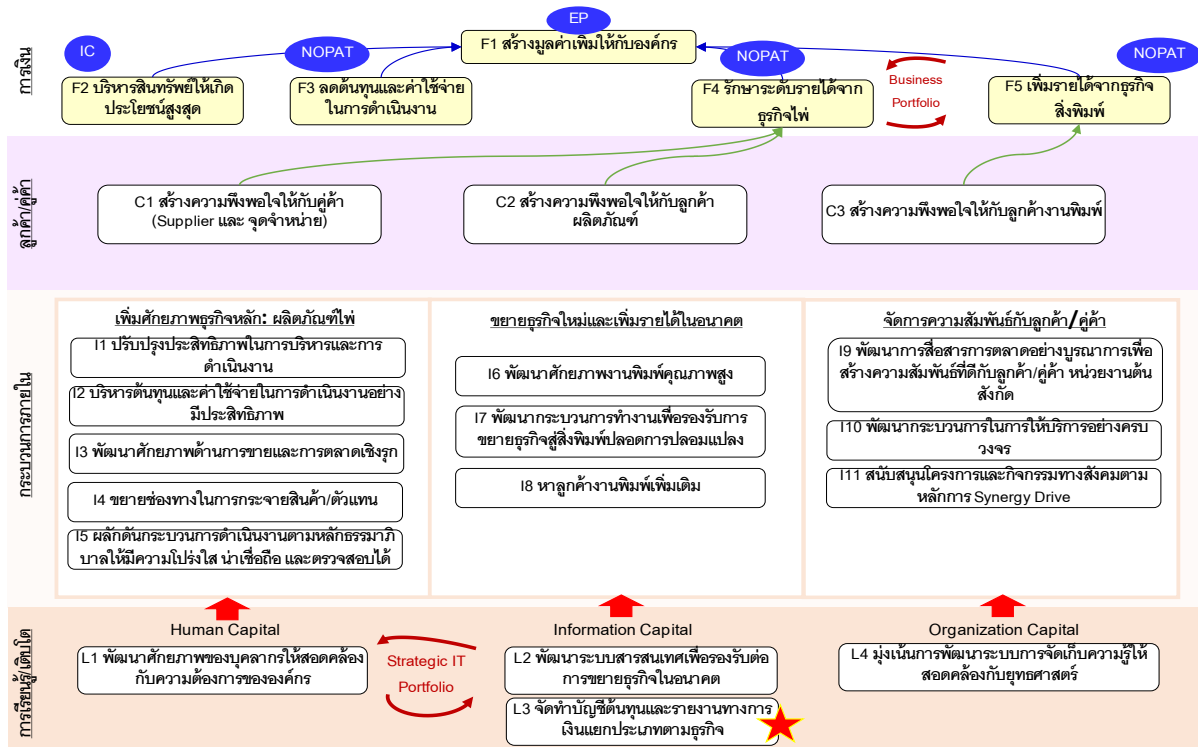 EP
IC
NOPAT
NOPAT
NOPAT
การเงิน
F1 สร้างมูลค่าเพิ่มให้กับองค์กร
F2 บริหารสินทรัพย์ให้เกิด
ประโยชน์สูงสุด
F3 ลดต้นทุนและค่าใช้จ่าย
ในการดำเนินงาน
F4 รักษาระดับรายได้จาก
ธุรกิจไพ่
Business
Portfolio
F5 เพิ่มรายได้จากธุรกิจ
สิ่งพิมพ์
ลูกค้า/คู่ค้า
C1 สร้างความพึงพอใจให้กับคู่ค้า
(Supplier และ จุดจำหน่าย)
C2 สร้างความพึงพอใจให้กับลูกค้า
ผลิตภัณฑ์
C3 สร้างความพึงพอใจให้กับลูกค้างานพิมพ์
กระบวนการภายใน
เพิ่มศักยภาพธุรกิจหลัก: ผลิตภัณฑ์ไพ่
I1 ปรับปรุงประสิทธิภาพในการบริหารและการ
ดำเนินงาน
I2 บริหารต้นทุนและค่าใช้จ่ายในการดำเนินงานอย่าง
มีประสิทธิภาพ
I3 พัฒนาศักยภาพด้านการขายและการตลาดเชิงรุก
I4 ขยายช่องทางในการกระจายสินค้า/ตัวแทน
I5 ผลักดันกระบวนการดำเนินงานตามหลักธรรมาภิ
บาลให้มีความโปร่งใส น่าเชื่อถือ และตรวจสอบได้
ขยายธุรกิจใหม่และเพิ่มรายได้ในอนาคต
I6 พัฒนาศักยภาพงานพิมพ์คุณภาพสูง
I7 พัฒนากระบวนการทำงานเพื่อรองรับการ
ขยายธุรกิจสู่สิ่งพิมพ์ปลอดการปลอมแปลง
I8 หาลูกค้างานพิมพ์เพิ่มเติม
จัดการความสัมพันธ์กับลูกค้า/คู่ค้า
I9 พัฒนาการสื่อสารการตลาดอย่างบูรณาการเพื่อ
สร้างความสัมพันธ์ที่ดีกับลูกค้า/คู่ค้า หน่วยงานต้น
สังกัด
I10 พัฒนากระบวนการในการให้บริการอย่างครบ
วงจร
I11 สนับสนุนโครงการและกิจกรรมทางสังคมตาม
หลักการ Synergy Drive
การเรียนรู้/เติบโต
Human Capital
L1 พัฒนาศักยภาพของบุคลากรให้สอดคล้อง
กับความต้องการขององค์กร
Strategic IT
Portfolio
Information Capital
L2 พัฒนาระบบสารสนเทศเพื่อรองรับต่อ
การขยายธุรกิจในอนาคต
L3 จัดทำบัญชีต้นทุนและรายงานทางการ
เงินแยกประเภทตามธุรกิจ
Organization Capital
L4 มุ่งเน้นการพัฒนาระบบการจัดเก็บความรู้ให้
สอดคล้องกับยุทธศาสตร์